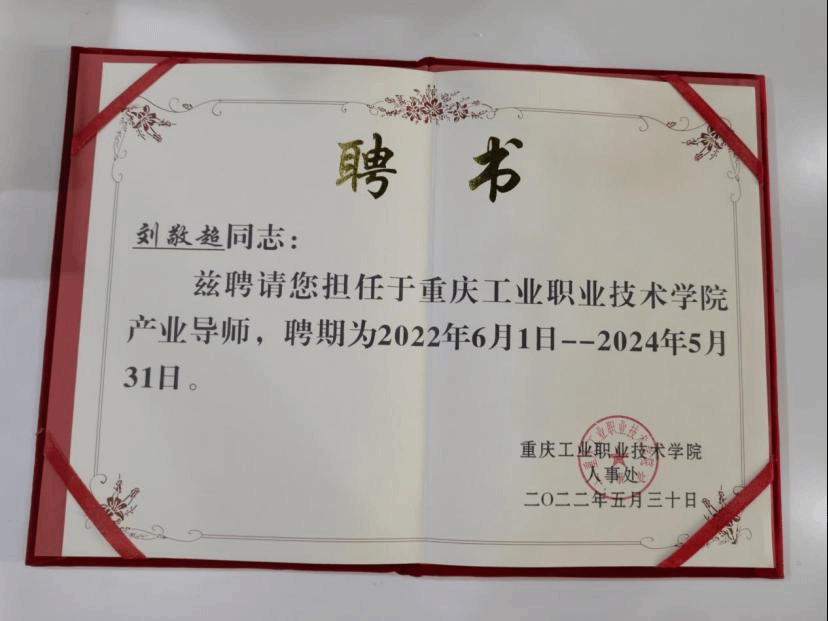 聘 书
刘敬超同志：
兹聘请您担任于重庆工业职业技术学院
产业导师，聘期为2022年6月1日--2024年5月
31日。
重庆工业职业技术学院
人事处
二〇二二年五月三十日